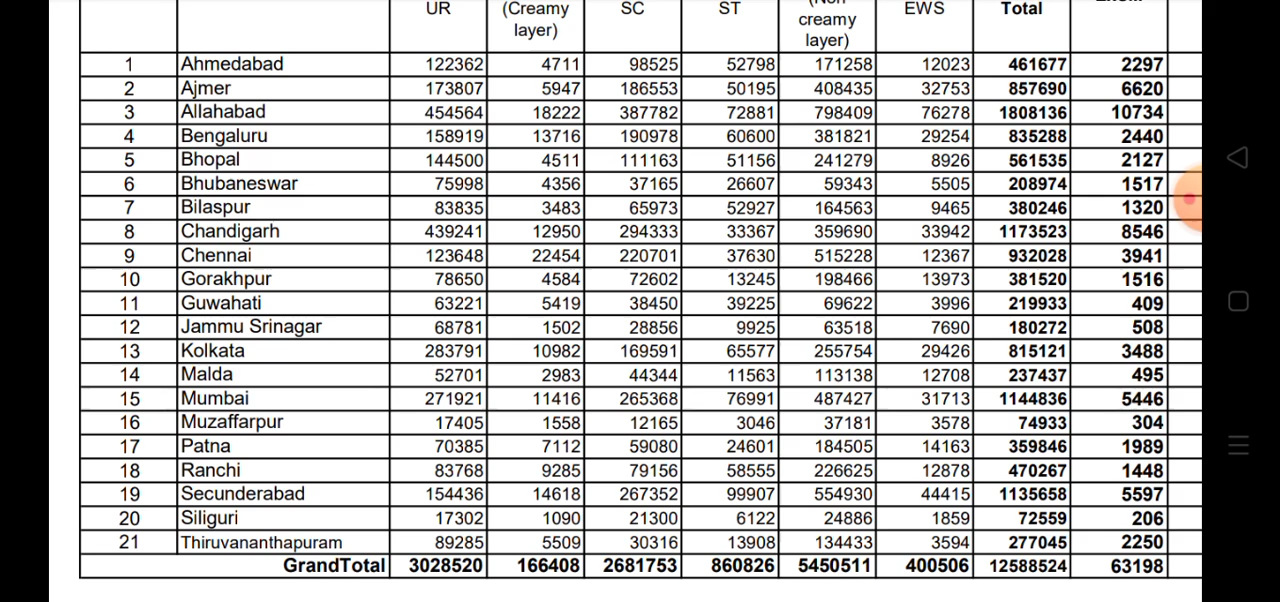 UR (Creamy layer) SC ST creamy layer) EWS Total
1 Ahmedabad 122362 4711 98525 52798 171258 12023 461677 2297
2 Ajmer 173807 5947 186553 50195 408435 32753 857690 6620
3 Allahabad 454564 18222 387782 72881 798409 76278 1808136 10734
4 Bengaluru 158919 13716 190978 60600 381821 29254 835288 2440
5 Bhopal 144500 4511 111163 51156 241279 8926 561535 2127
6 Bhubaneswar 75998 4356 37165 26607 59343 5505 208974 1517
7 Bilaspur 83835 3483 65973 52927 164563 9465 380246 1320
8 Chandigarh 439241 12950 294333 33367 359690 33942 1173523 8546
9 Chennai 123648 22454 220701 37630 515228 12367 932028 3941
10 Gorakhpur 78650 4584 72602 13245 198466 13973 381520 1516
11 Guwahati 63221 5419 38450 39225 69622 3996 219933 409
12 Jammu Srinagar 68781 1502 28856 9925 63518 7690 180272 508
13 Kolkata 283791 10982 169591 65577 255754 29426 815121 3488
14 Malda 52701 2983 44344 11563 113138 12708 237437 495
15 Mumbai 271921 11416 265368 76991 487427 31713 1144836 5446
16 Muzaffarpur 17405 1558 12165 3046 37181 3578 74933 304
17 Patna 70385 7112 59080 24601 184505 14163 359846 1989
18 Ranchi 83768 9285 79156 58555 226625 12878 470267 1448
19 Secunderabad 154436 14618 267352 99907 554930 44415 1135658 5597
20 Siliguri 17302 1090 21300 6122 24886 1859 72559 206
21 Thiruvananthapuram 89285 5509 30316 13908 134433 3594 277045 2250
GrandTotal 3028520 166408 2681753 860826 5450511 400506 12588524 63198